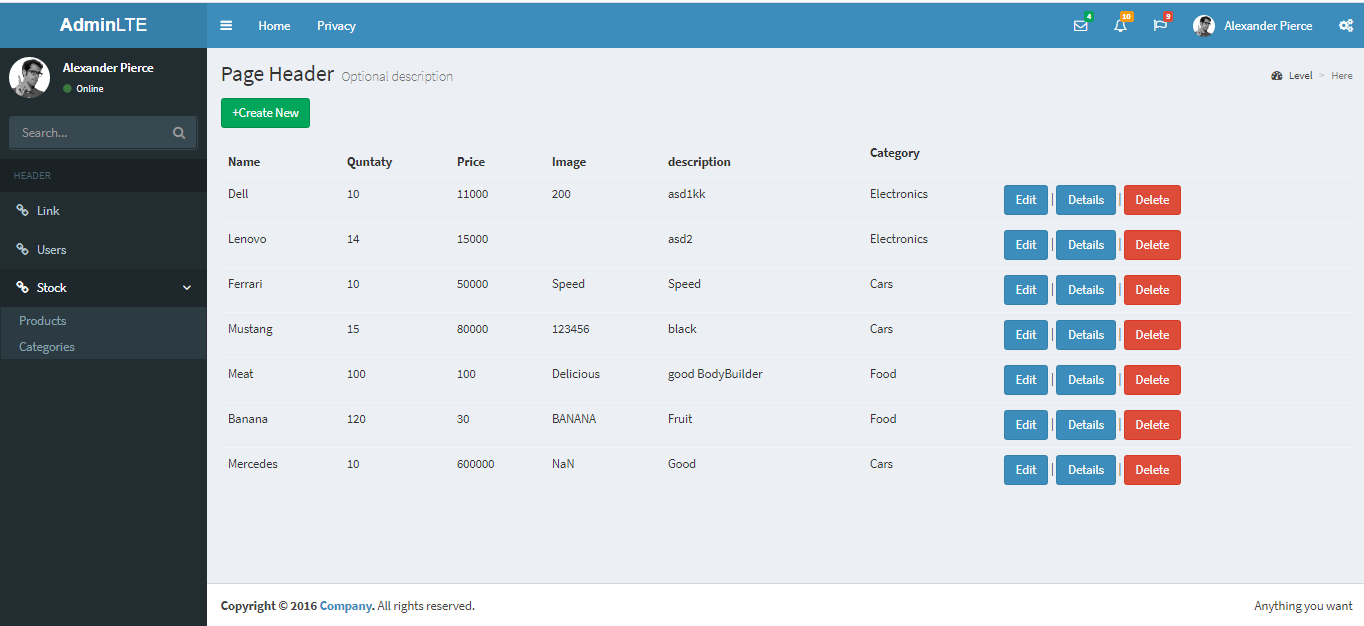 AdminLTE
Home Privacy 4 10 9 Alexander Pierce
Alexander Pierce
Online
Search...
HEADER
Link
Users
Stock
Products
Categories
Page Header Optional description
Level > Here
+Create New
Name Quntaty Price Image description Category
Dell 10 11000 200 asd1kk Electronics Edit | Details | Delete
Lenovo 14 15000 asd2 Electronics Edit | Details | Delete
Ferrari 10 50000 Speed Speed Cars Edit | Details | Delete
Mustang 15 80000 123456 black Cars Edit | Details | Delete
Meat 100 100 Delicious good BodyBuilder Food Edit | Details | Delete
Banana 120 30 BANANA Fruit Food Edit | Details | Delete
Mercedes 10 600000 NaN Good Cars Edit | Details | Delete
Copyright © 2016 Company. All rights reserved. Anything you want